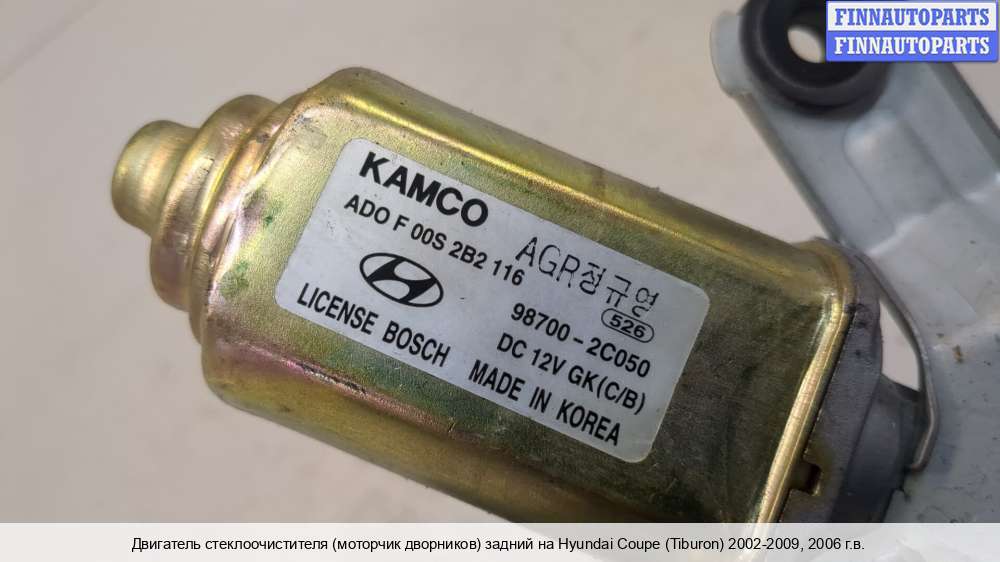 FINNAUTOPARTS
FINNAUTOPARTS
KAMCO
ADO F 00S 2B2 116
AGR정규영
526
98700-2C050
DC 12V GK(C/B)
LICENSE BOSCH
MADE IN KOREA
Двигатель стеклоочистителя (моторчик дворников) задний на Hyundai Coupe (Tiburon) 2002-2009, 2006 г.в.